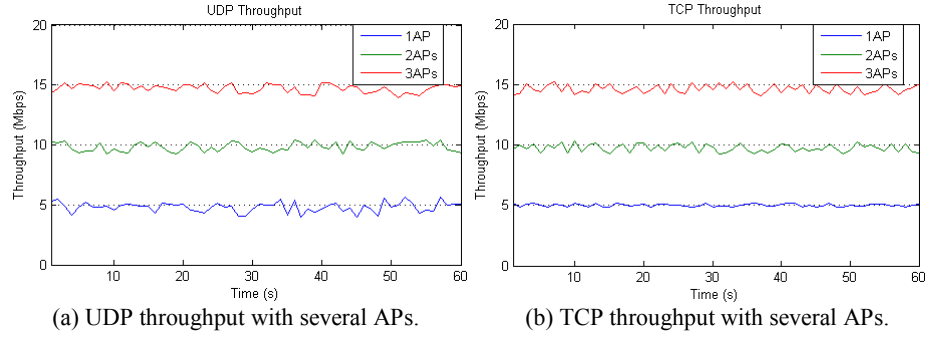 UDP Throughput
20
15
10
5
0
Throughput (Mbps)
1AP
2APs
3APs
10 20 30 40 50 60
Time (s)
(a) UDP throughput with several APs.
TCP Throughput
20
15
10
5
0
Throughput (Mbps)
1AP
2APs
3APs
10 20 30 40 50 60
Time (s)
(b) TCP throughput with several APs.